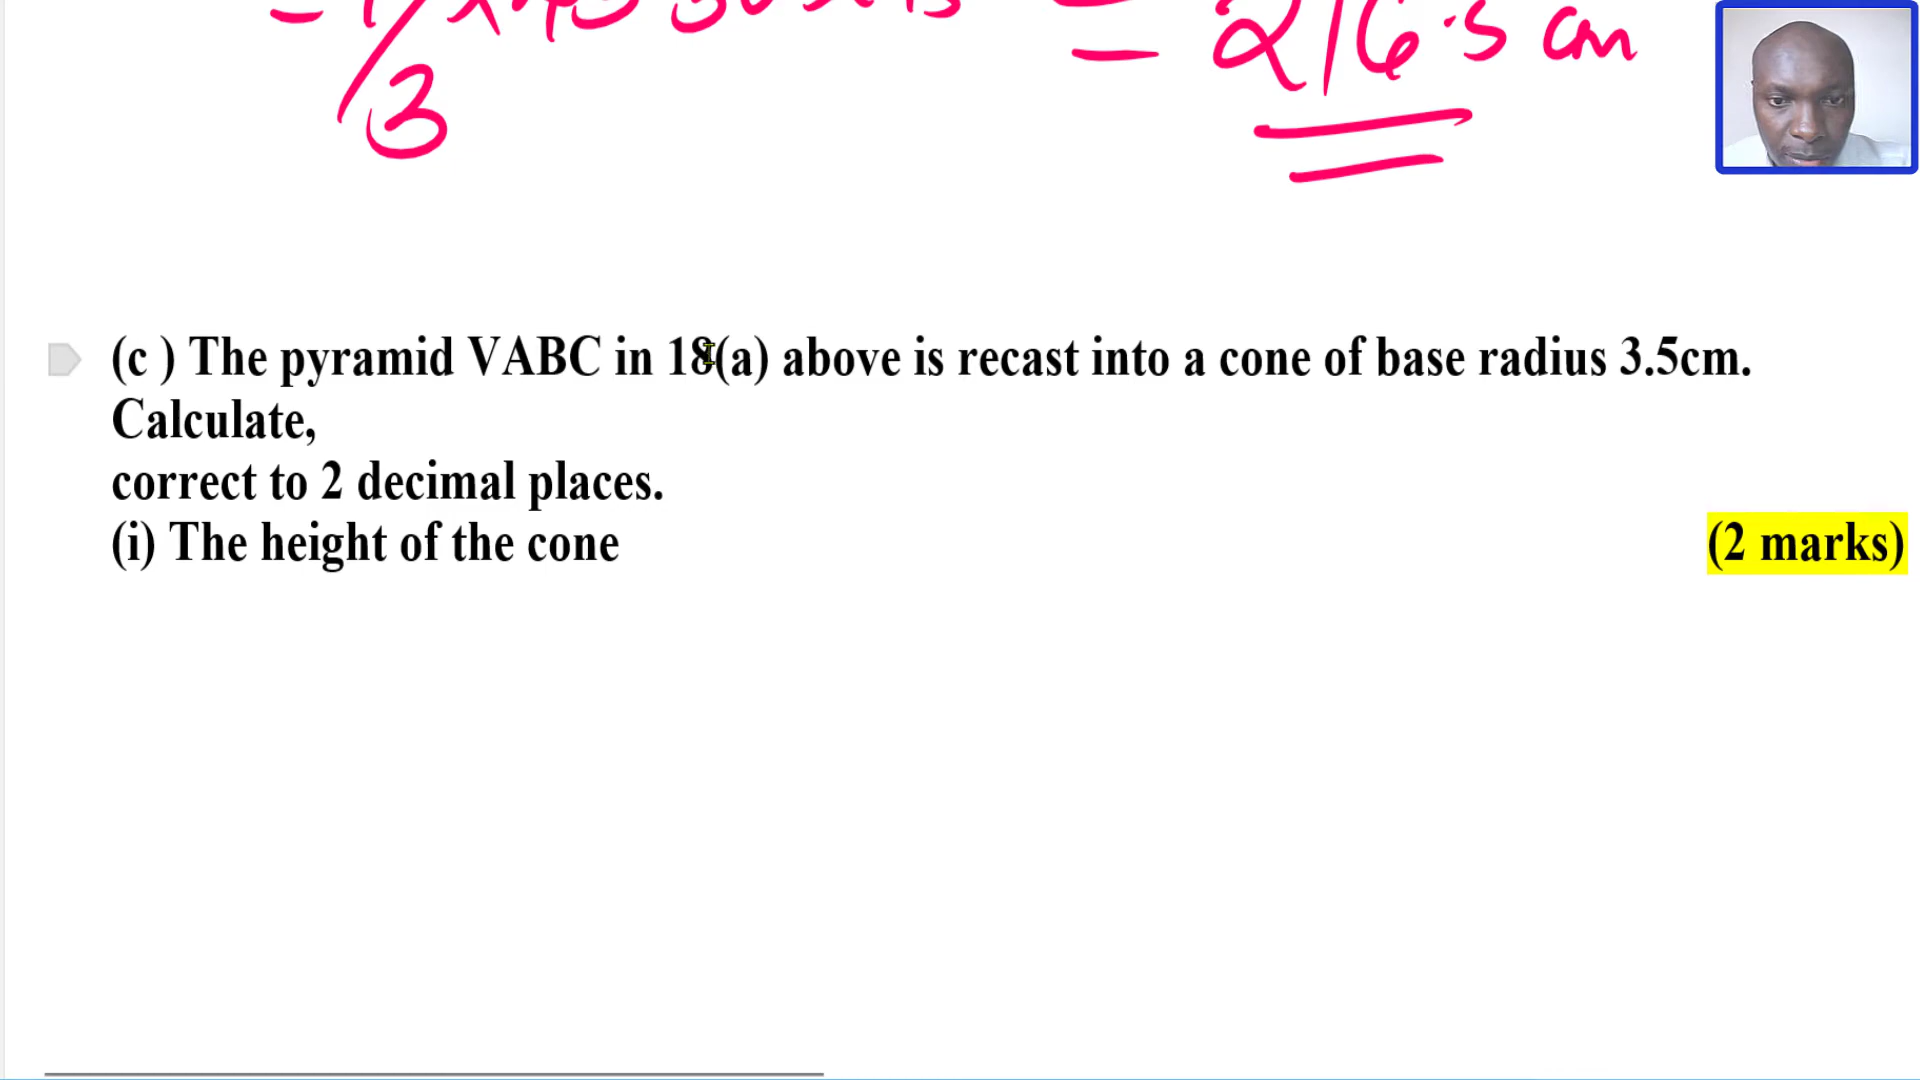 = 216.5 cm
3
(c ) The pyramid VABC in 18(a) above is recast into a cone of base radius 3.5cm.
Calculate,
correct to 2 decimal places.
(i) The height of the cone (2 marks)